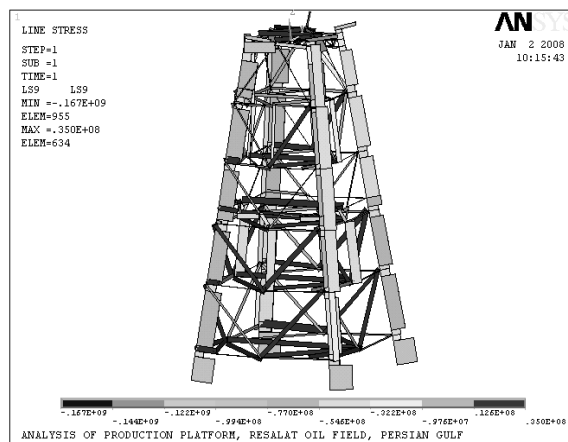 1
LINE STRESS
STEP=1
SUB =1
TIME=1
LS9 LS9
MIN =-.167E+09
ELEM=955
MAX =.350E+08
ELEM=634
ANSYS
JAN 2 2008
10:15:43
Z
-.167E+09 -.122E+09 -.770E+08 -.322E+08 .126E+08
-.144E+09 -.994E+08 -.546E+08 -.976E+07 .350E+08
ANALYSIS OF PRODUCTION PLATFORM, RESALAT OIL FIELD, PERSIAN GULF